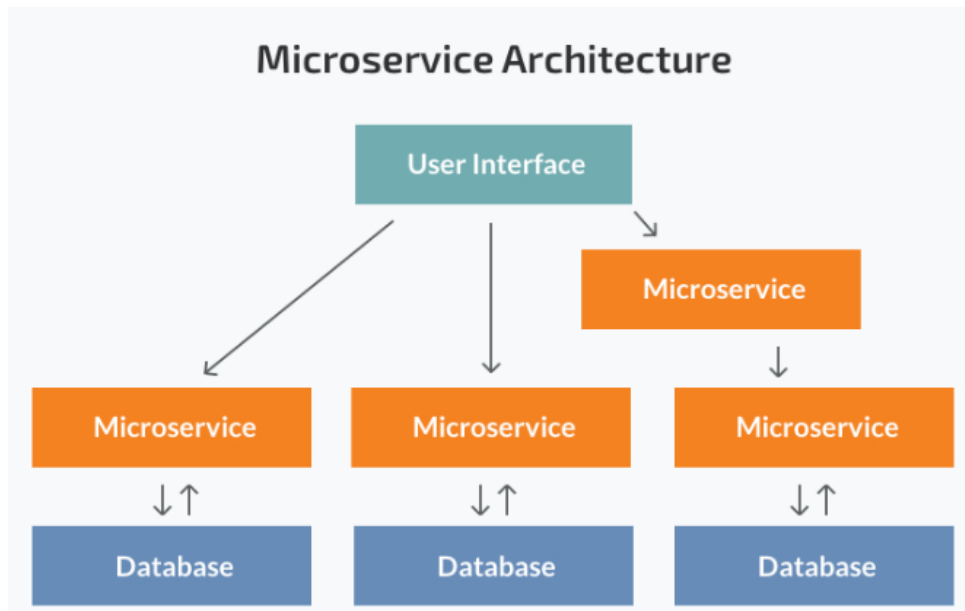 Microservice Architecture
User Interface
Microservice
Microservice
Microservice
Microservice
Database
Database
Database